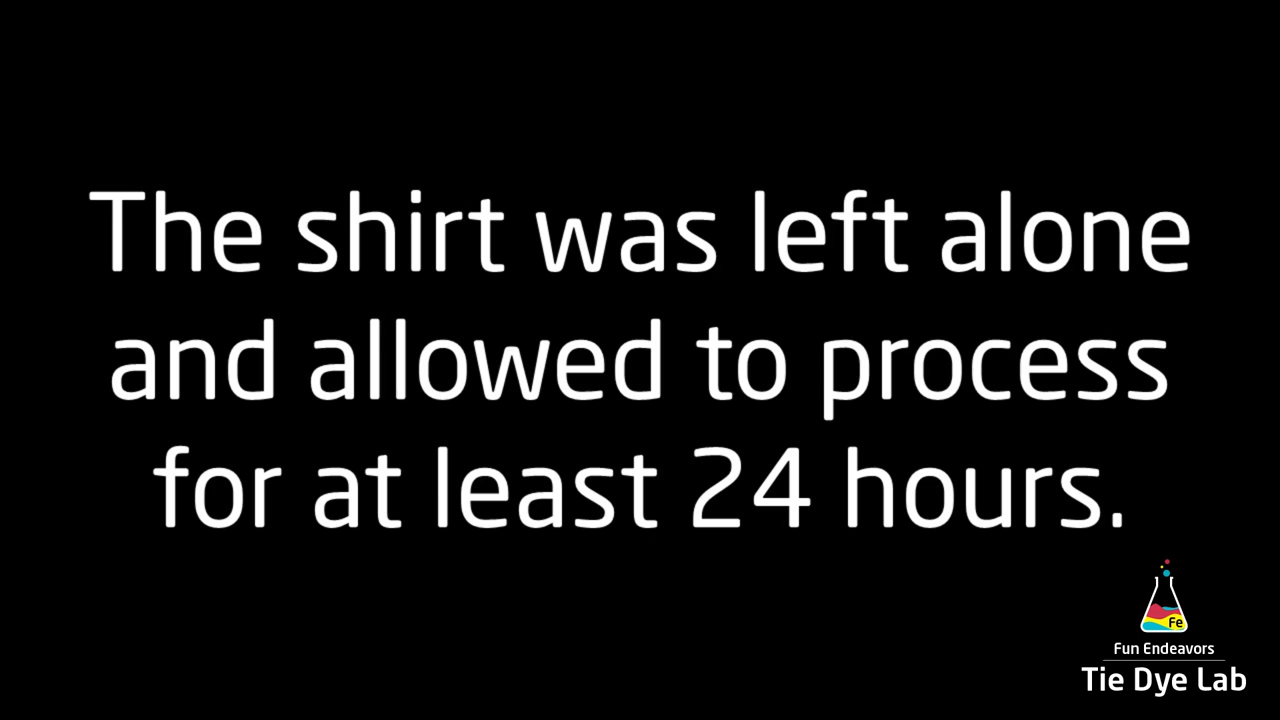 The shirt was left alone
and allowed to process
for at least 24 hours.
Fe
Fun Endeavors
Tie Dye Lab